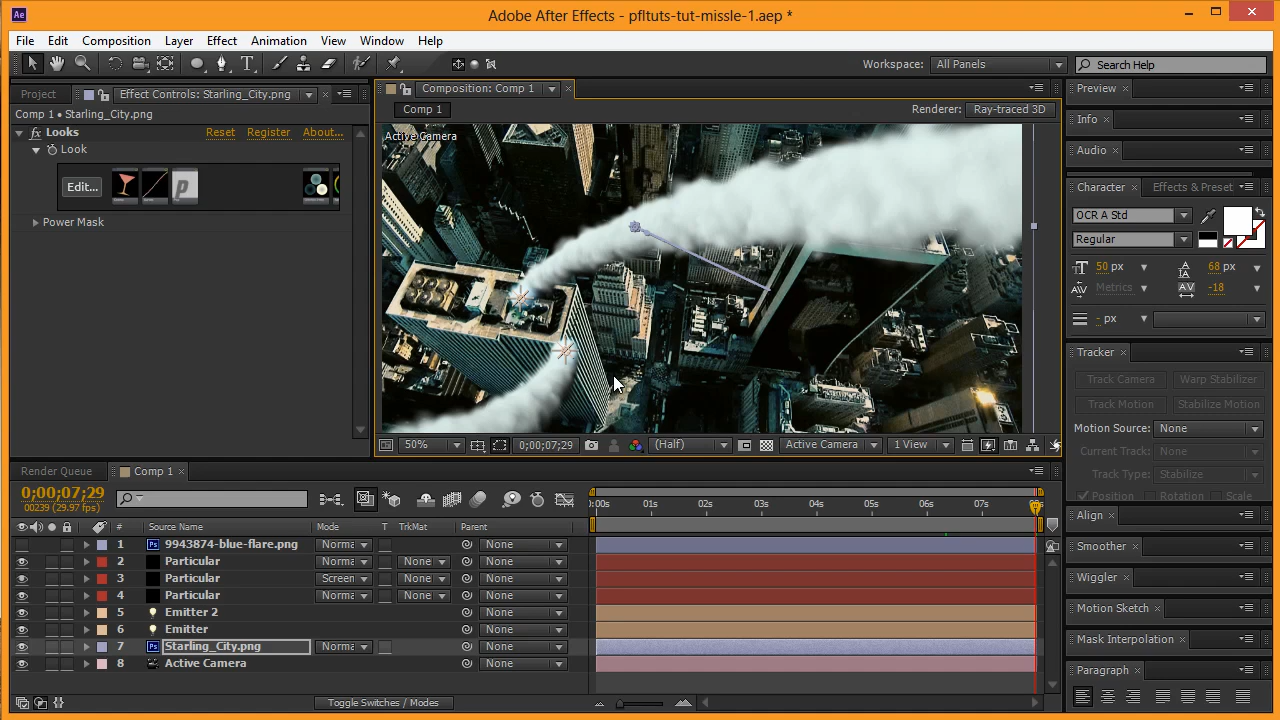 Ae
Adobe After Effects - pfltuts-tut-missle-1.aep *
File Edit Composition Layer Effect Animation View Window Help
Workspace: All Panels
Search Help
Project
Effect Controls: Starling_City.png
Composition: Comp 1
Preview
Comp 1 • Starling_City.png
Comp 1
Renderer: Ray-traced 3D
Info
fx Looks Reset Register About...
Active Camera
Look
Audio
Edit...
Character
Effects & Preset
Power Mask
OCR A Std
Regular
50 px
68 px
Metrics
-18
- px
Tracker
Track Camera
Warp Stabilizer
Track Motion
Stabilize Motion
Motion Source: None
50%
0;00;07;29
(Half)
Active Camera
1 View
Current Track: None
Render Queue
Comp 1
Track Type: Stabilize
0;00;07;29
00239 (29.97 fps)
Position Rotation Scale
:00s 01s 02s 03s 04s 05s 06s 07s
Align
# Source Name Mode T TrkMat Parent
1 9943874-blue-flare.png Norma None
Smoother
2 Particular Norma None None
3 Particular Screen None None
Wiggler
4 Particular Norma None None
5 Emitter 2 None
Motion Sketch
6 Emitter None
Mask Interpolation
7 Starling_City.png Norma None
8 Active Camera None
Paragraph
Toggle Switches / Modes